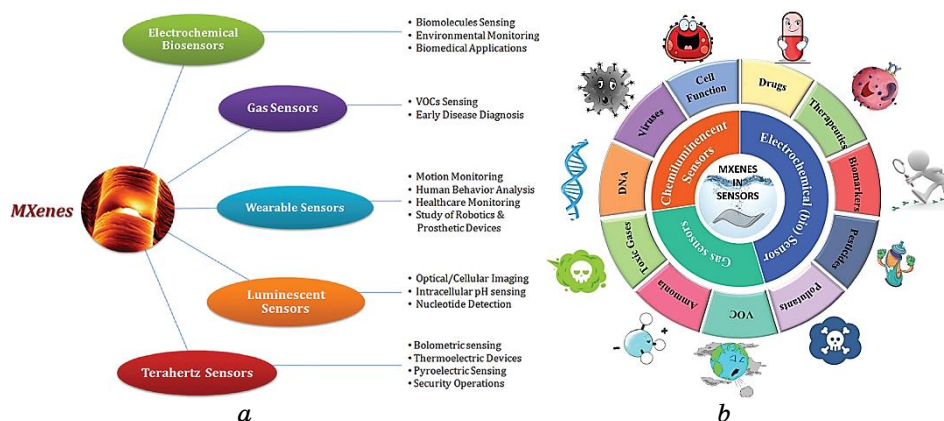 MXenes
Electrochemical
Biosensors
• Biomolecules Sensing
• Environmental Monitoring
• Biomedical Applications
Gas Sensors
• VOCs Sensing
• Early Disease Diagnosis
Wearable Sensors
• Motion Monitoring
• Human Behavior Analysis
• Healthcare Monitoring
• Study of Robotics &
Prosthetic Devices
Luminescent
Sensors
• Optical/Cellular Imaging
• Intracellular pH sensing
• Nucleotide Detection
Terahertz Sensors
• Bolometric sensing
• Thermoelectric Devices
• Pyroelectric Sensing
• Security Operations
a
Cell
Function
Drugs
Therapeutics
Biomarkers
Pesticides
Pollutants
VOC
Ammonia
Toxic Gases
DNA
Viruses
Chemiluminencent
Sensors
Electrochemical (bio) Sensor
Gas sensors
MXENES
IN
SENSORS
b